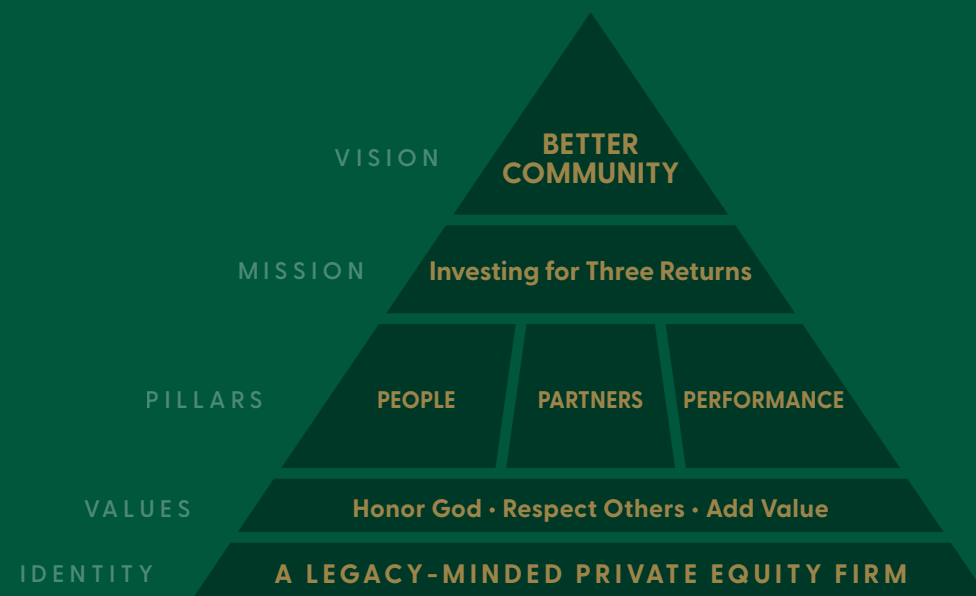 VISION
BETTER
COMMUNITY
MISSION
Investing for Three Returns
PILLARS
PEOPLE
PARTNERS
PERFORMANCE
VALUES
Honor God · Respect Others · Add Value
IDENTITY
A LEGACY-MINDED PRIVATE EQUITY FIRM